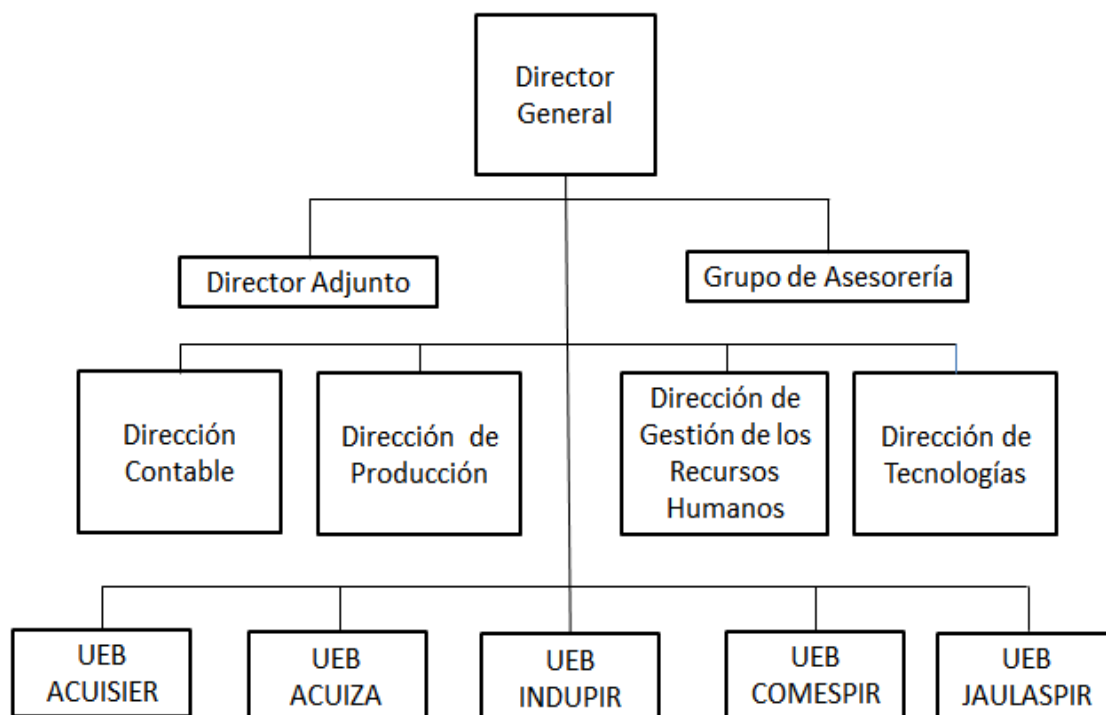 Director
General
Director Adjunto
Grupo de Asesorería
Dirección
Contable
Dirección de
Producción
Dirección de
Gestión de los
Recursos
Humanos
Dirección de
Tecnologías
UEB
ACUISIER
UEB
ACUIZA
UEB
INDUPIR
UEB
COMESPIR
UEB
JAULASPIR